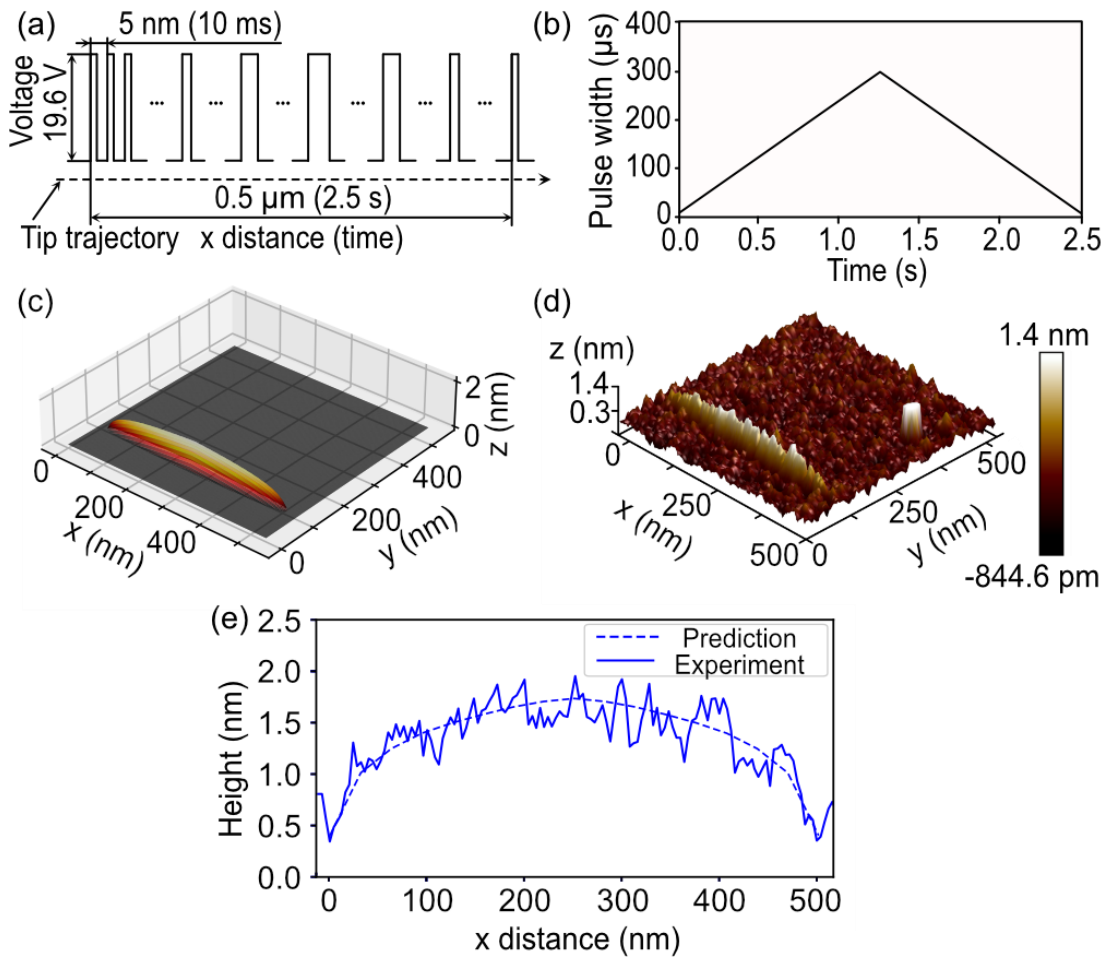 (a)
5 nm (10 ms)
Voltage
19.6 V
...
...
...
...
...
...
0.5 µm (2.5 s)
Tip trajectory x distance (time)
(b)
Pulse width (µs)
400
300
200
100
0
0.0 0.5 1.0 1.5 2.0 2.5
Time (s)
(c)
2
0
z (nm)
0
200
400
x (nm)
0
200
400
y (nm)
(d)
z (nm)
1.4
0.3
0
250
500
x (nm)
0
250
500
y (nm)
1.4 nm
-844.6 pm
(e)
Height (nm)
2.5
2.0
1.5
1.0
0.5
0.0
Prediction
Experiment
0 100 200 300 400 500
x distance (nm)